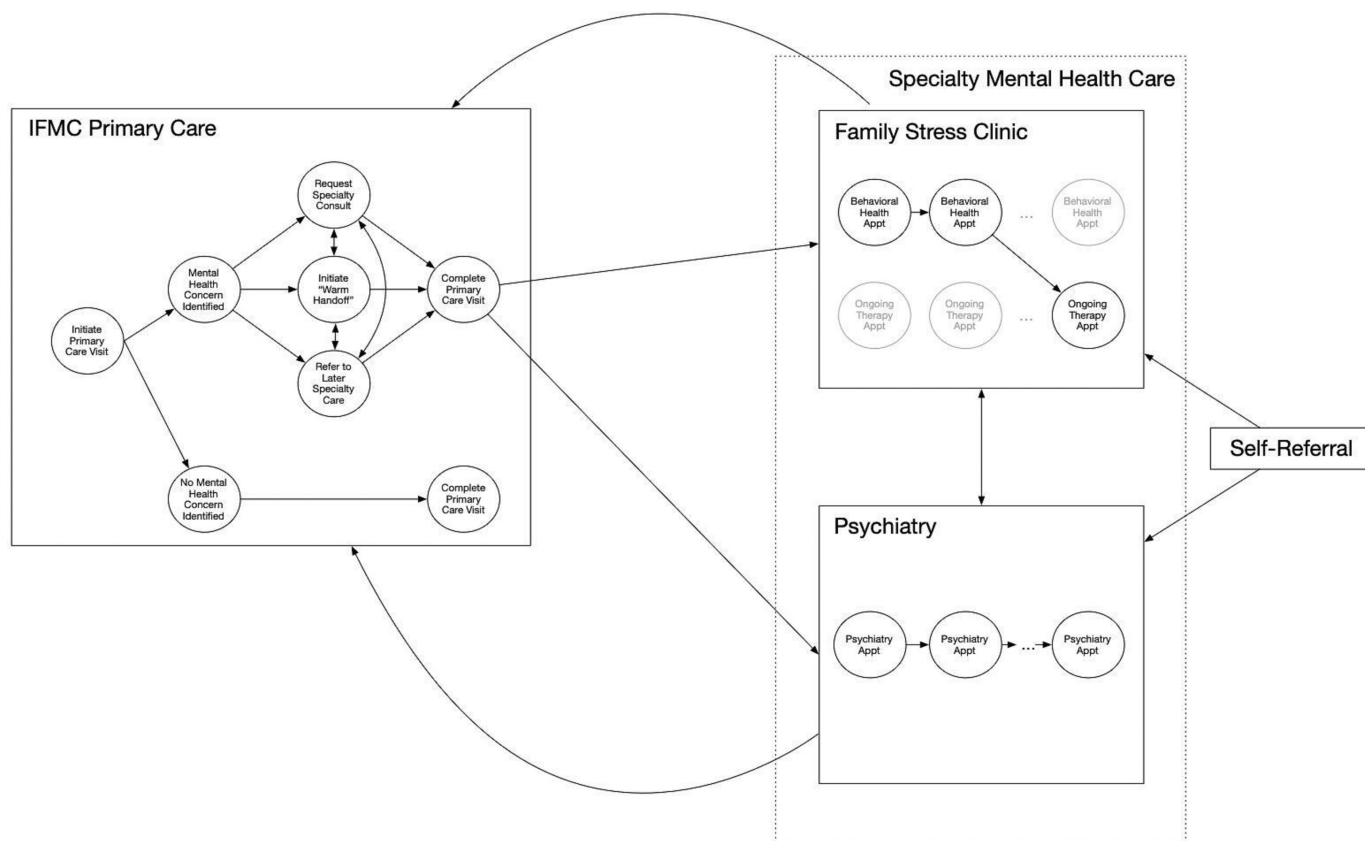 Specialty Mental Health Care
IFMC Primary Care
Request
Specialty
Consult
Mental
Health
Concern
Identified
Initiate
"Warm
Handoff"
Complete
Primary
Care Visit
Initiate
Primary
Care Visit
Refer to
Later
Specialty
Care
No Mental
Health
Concern
Identified
Complete
Primary
Care Visit
Family Stress Clinic
Behavioral
Health
Appt
Behavioral
Health
Appt
...
Behavioral
Health
Appt
Ongoing
Therapy
Appt
Ongoing
Therapy
Appt
...
Ongoing
Therapy
Appt
Self-Referral
Psychiatry
Psychiatry
Appt
Psychiatry
Appt
...
Psychiatry
Appt